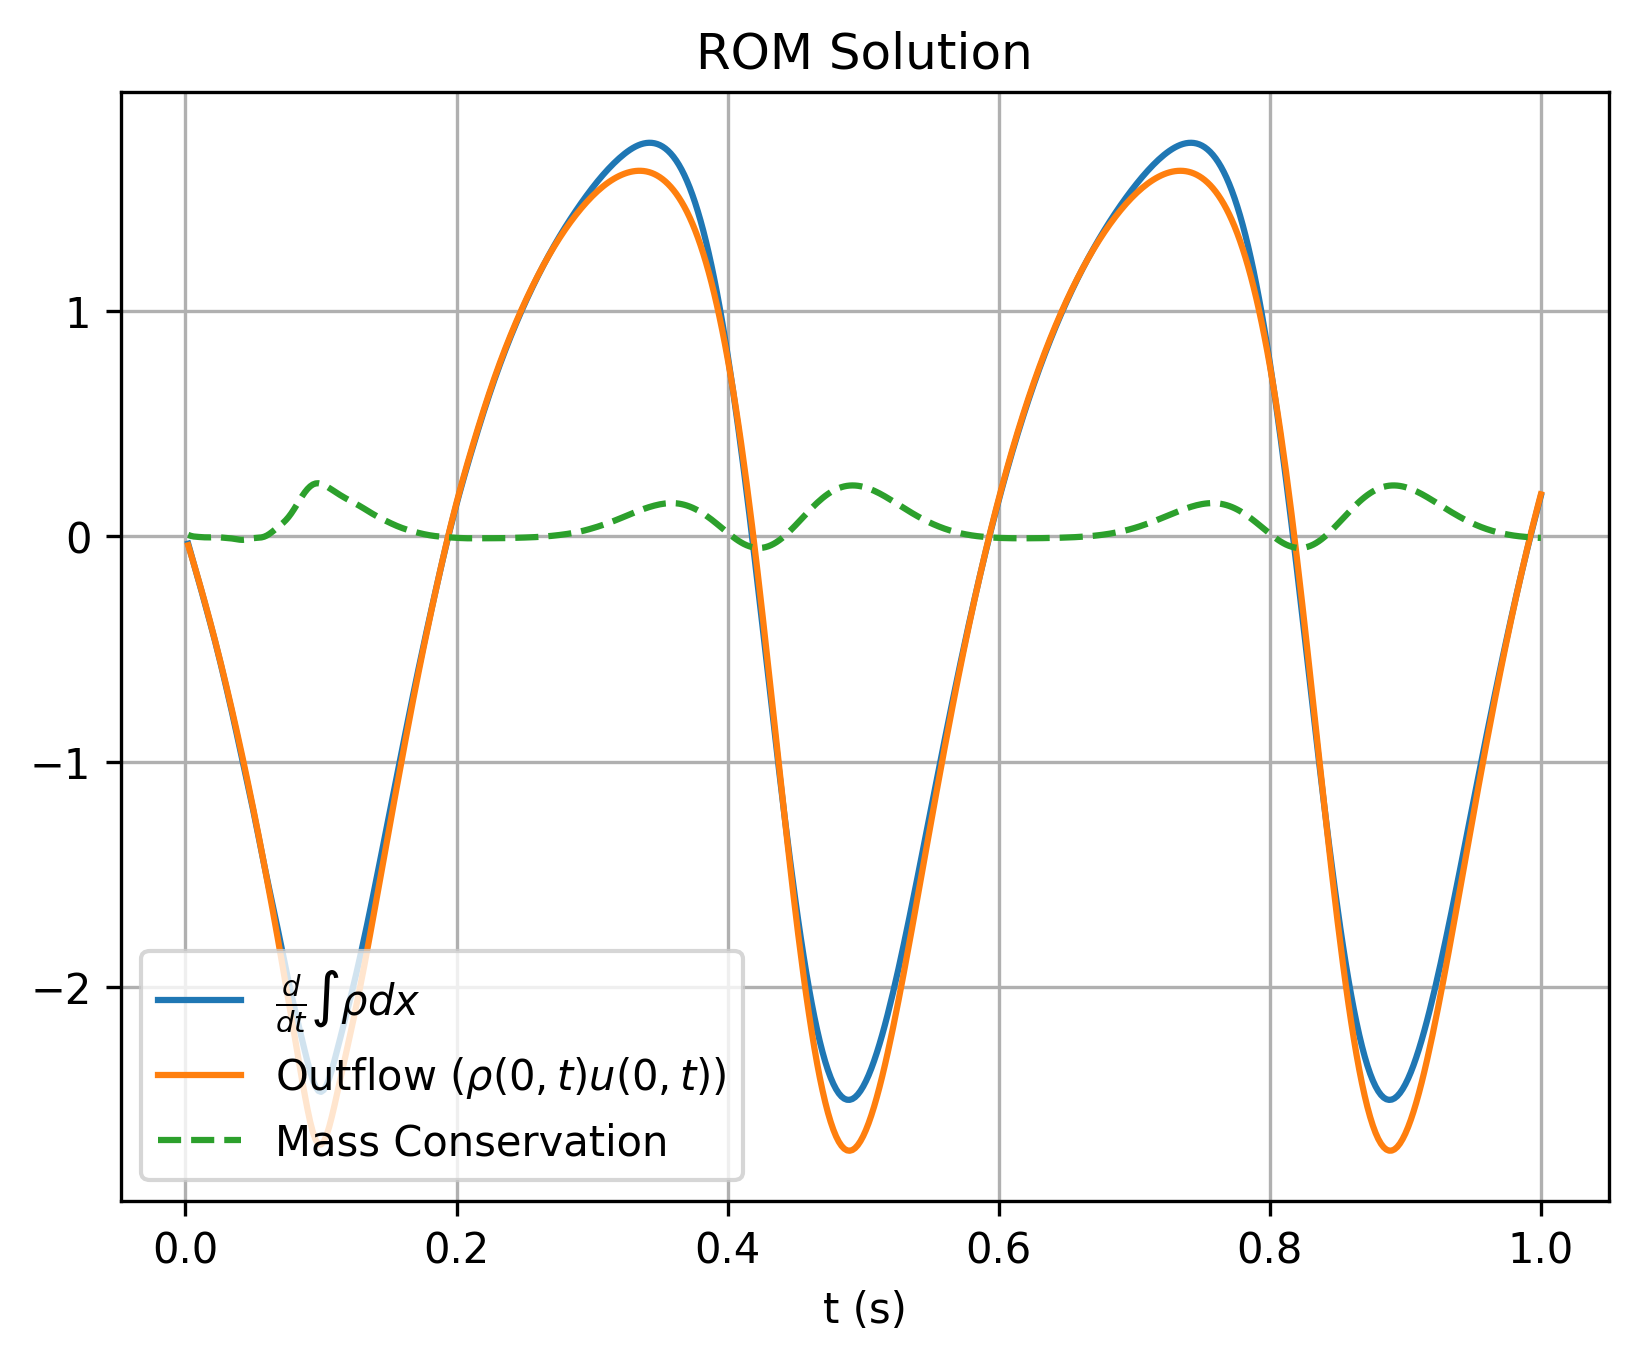 ROM Solution
1
0
−1
−2
d/dt ∫ρdx
Outflow (ρ(0, t)u(0, t))
Mass Conservation
0.0 0.2 0.4 0.6 0.8 1.0
t (s)